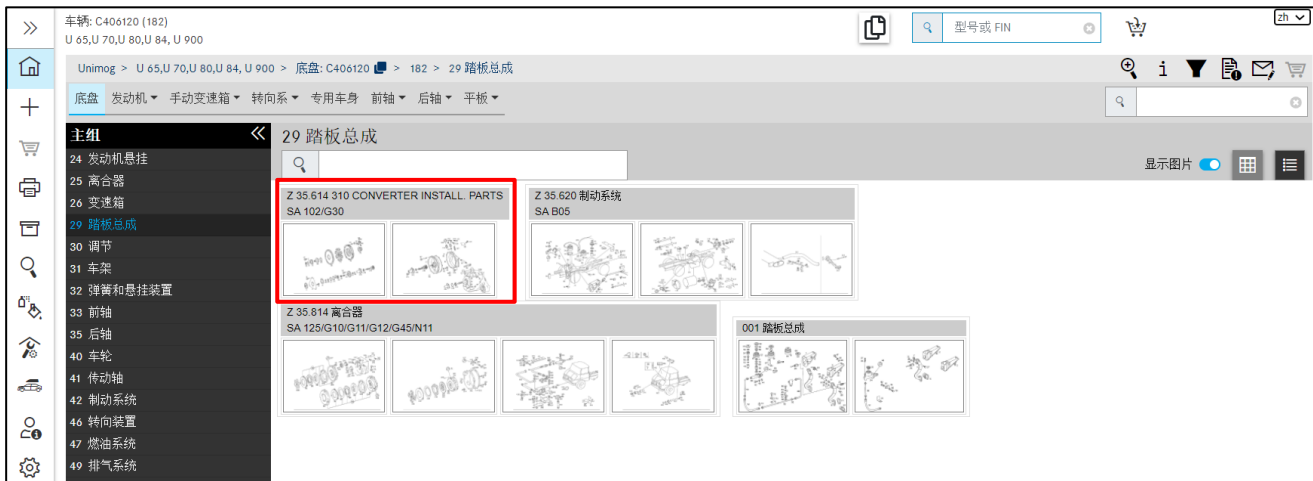 车辆: C406120 (182)
U 65,U 70,U 80,U 84, U 900
型号或 FIN
zh
Unimog > U 65,U 70,U 80,U 84, U 900 > 底盘: C406120 > 182 > 29 踏板总成
底盘 发动机 手动变速箱 转向系 专用车身 前轴 后轴 平板
主组
24 发动机悬挂
25 离合器
26 变速箱
29 踏板总成
30 调节
31 车架
32 弹簧和悬挂装置
33 前轴
35 后轴
40 车轮
41 传动轴
42 制动系统
46 转向装置
47 燃油系统
49 排气系统
29 踏板总成
显示图片
Z 35.614 310 CONVERTER INSTALL. PARTS
SA 102/G30
Z 35.620 制动系统
SA B05
Z 35.814 离合器
SA 125/G10/G11/G12/G45/N11
001 踏板总成